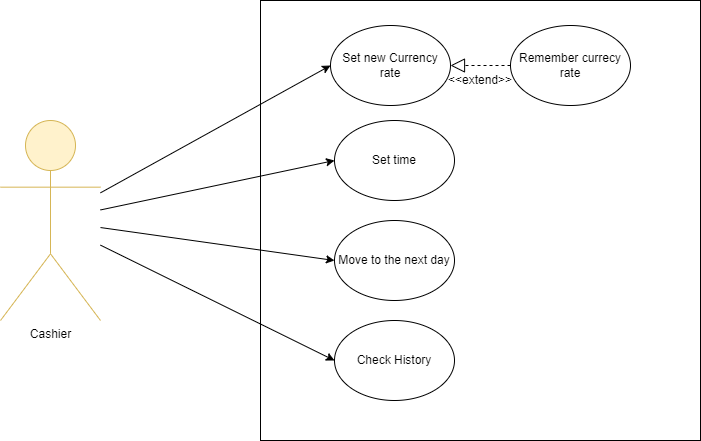 Set new Currency
rate
<<extend>>
Remember currecy
rate
Set time
Move to the next day
Check History
Cashier